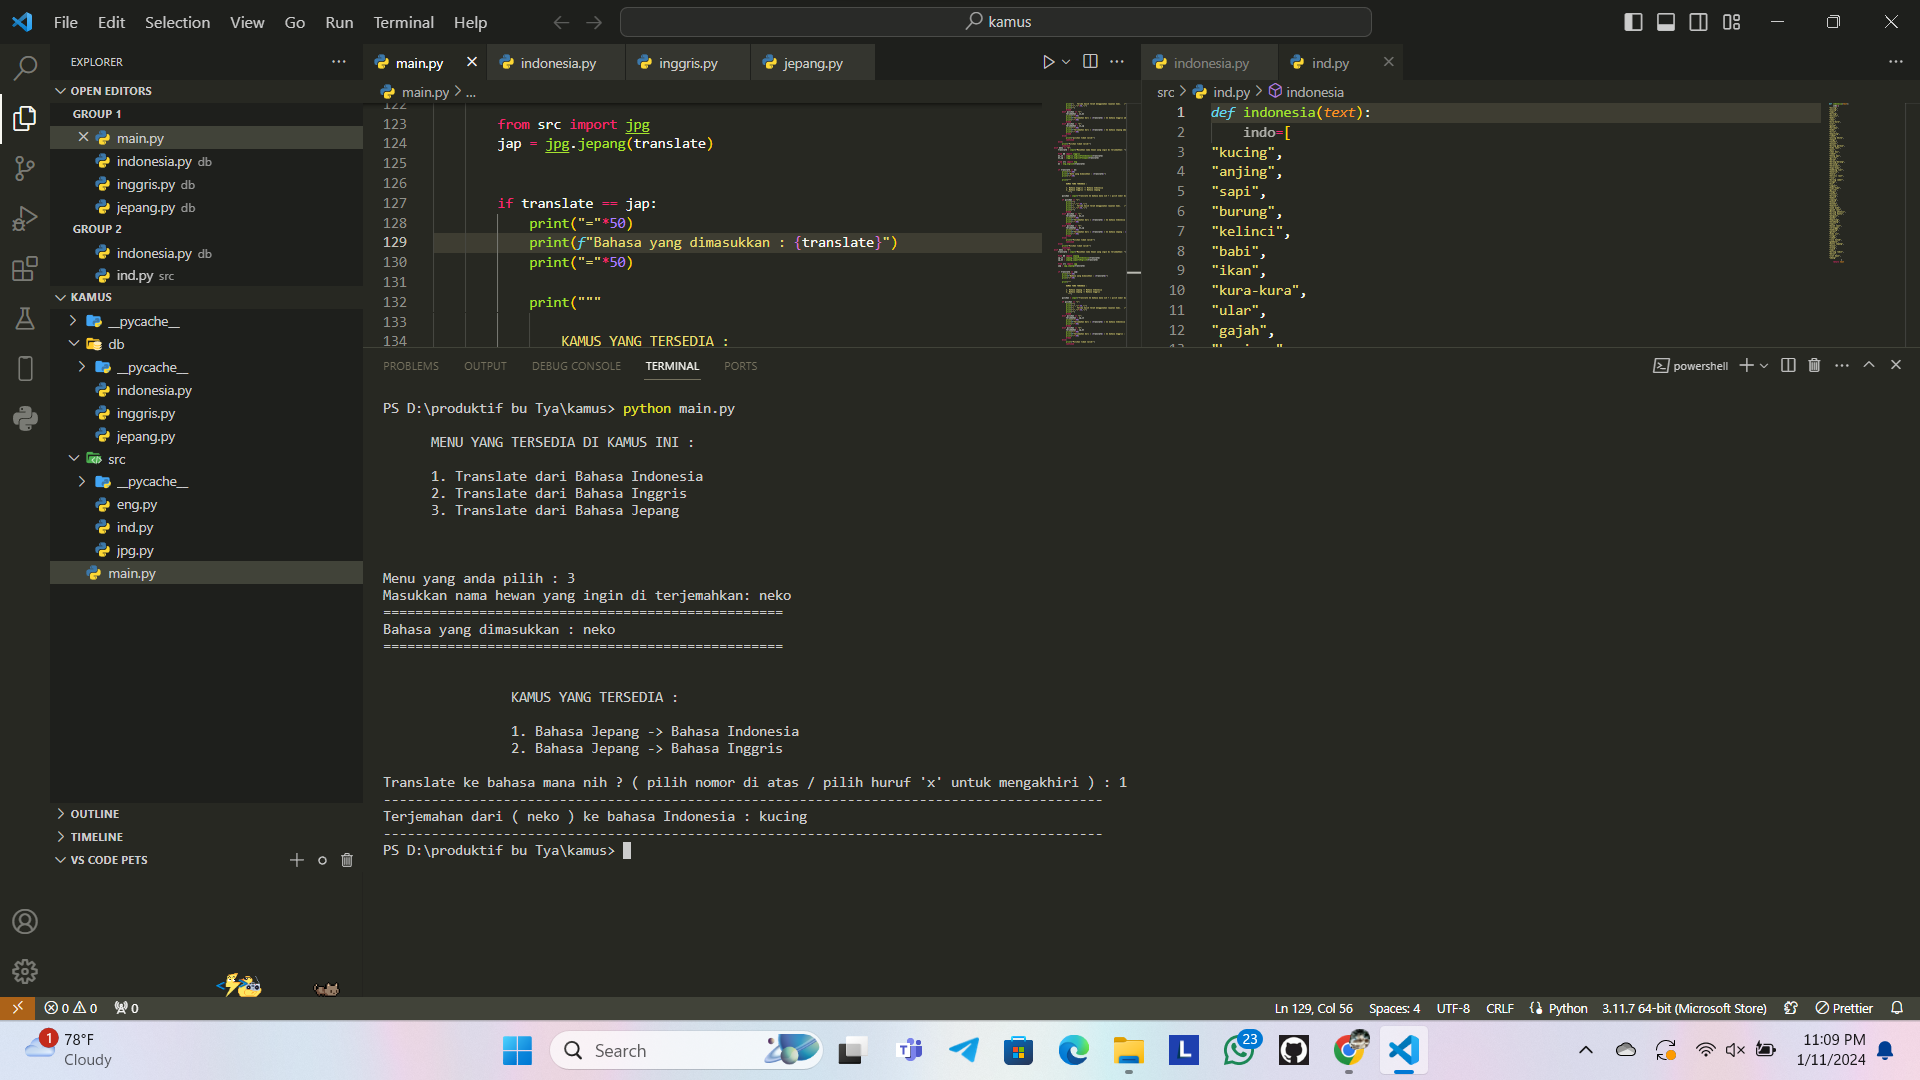 File Edit Selection View Go Run Terminal Help
kamus
EXPLORER
OPEN EDITORS
GROUP 1
main.py
indonesia.py db
inggris.py db
jepang.py db
GROUP 2
indonesia.py db
ind.py src
KAMUS
__pycache__
db
__pycache__
indonesia.py
inggris.py
jepang.py
src
__pycache__
eng.py
ind.py
jpg.py
main.py
OUTLINE
TIMELINE
VS CODE PETS
main.py indonesia.py inggris.py jepang.py
main.py > ...
122
123 from src import jpg
124 jap = jpg.jepang(translate)
125
126
127 if translate == jap:
128 print("="*50)
129 print(f"Bahasa yang dimasukkan : {translate}")
130 print("="*50)
131
132 print("""
133
134 KAMUS YANG TERSEDIA :
indonesia.py ind.py
src > ind.py > indonesia
1 def indonesia(text):
2 indo=[
3 "kucing",
4 "anjing",
5 "sapi",
6 "burung",
7 "kelinci",
8 "babi",
9 "ikan",
10 "kura-kura",
11 "ular",
12 "gajah",
PROBLEMS OUTPUT DEBUG CONSOLE TERMINAL PORTS
powershell
PS D:\produktif bu Tya\kamus> python main.py
MENU YANG TERSEDIA DI KAMUS INI :
1. Translate dari Bahasa Indonesia
2. Translate dari Bahasa Inggris
3. Translate dari Bahasa Jepang
Menu yang anda pilih : 3
Masukkan nama hewan yang ingin di terjemahkan: neko
==================================================
Bahasa yang dimasukkan : neko
==================================================
KAMUS YANG TERSEDIA :
1. Bahasa Jepang -> Bahasa Indonesia
2. Bahasa Jepang -> Bahasa Inggris
Translate ke bahasa mana nih ? ( pilih nomor di atas / pilih huruf 'x' untuk mengakhiri ) : 1
------------------------------------------------------------------------------------------
Terjemahan dari ( neko ) ke bahasa Indonesia : kucing
------------------------------------------------------------------------------------------
PS D:\produktif bu Tya\kamus>
0 0 0
Ln 129, Col 56 Spaces: 4 UTF-8 CRLF Python 3.11.7 64-bit (Microsoft Store) Prettier
1
78°F
Cloudy
Search
L
23
11:09 PM
1/11/2024